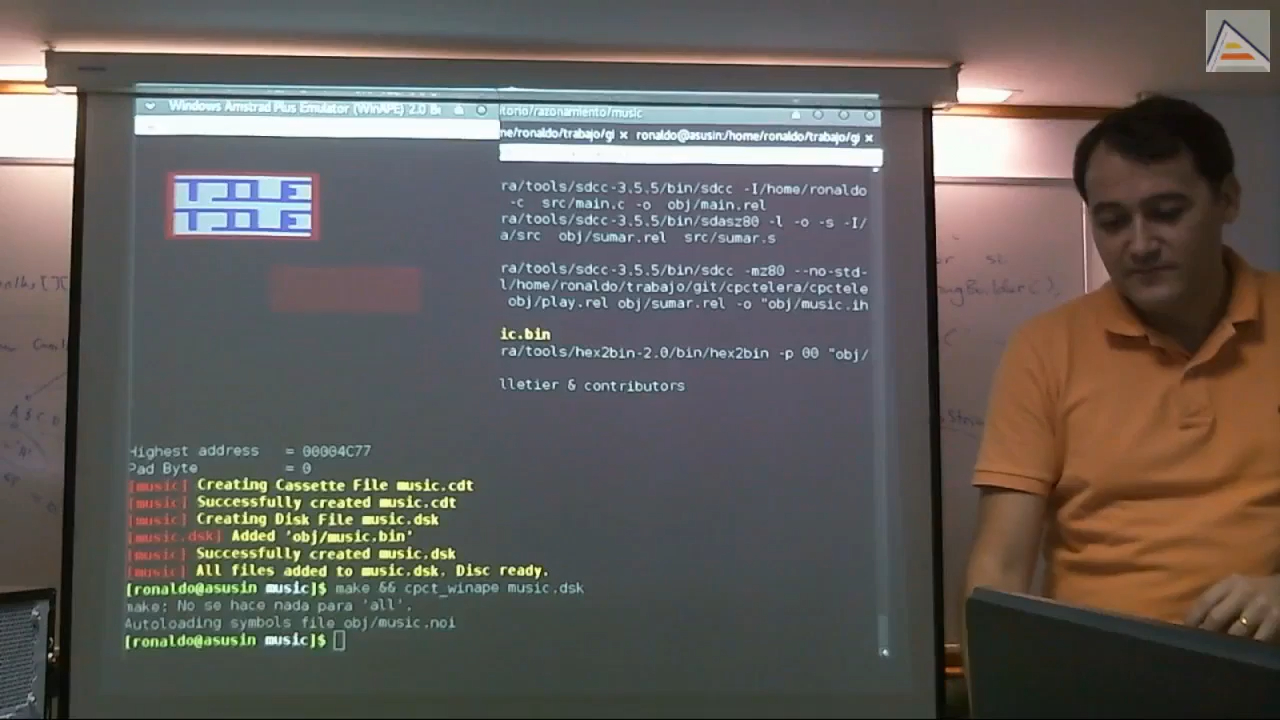 Windows Amstrad Plus Emulator (WinAPE) 2.0 Be
itorio/razonamiento/music
ne/ronaldo/trabajo/gi x ronaldo@asusin:/home/ronaldo/trabajo/gi x
TILE
TILE
ra/tools/sdcc-3.5.5/bin/sdcc -I/home/ronaldo
-c src/main.c -o obj/main.rel
ra/tools/sdcc-3.5.5/bin/sdasz80 -l -o -s -I/
a/src obj/sumar.rel src/sumar.s
ra/tools/sdcc-3.5.5/bin/sdcc -mz80 --no-std-
l/home/ronaldo/trabajo/git/cpctelera/cpctele
obj/play.rel obj/sumar.rel -o "obj/music.ih
ic.bin
ra/tools/hex2bin-2.0/bin/hex2bin -p 00 "obj/
lletier & contributors
Highest address = 00004C77
Pad Byte = 0
[music] Creating Cassette File music.cdt
[music] Successfully created music.cdt
[music] Creating Disk File music.dsk
[music.dsk] Added 'obj/music.bin'
[music] Successfully created music.dsk
[music] All files added to music.dsk. Disc ready.
[ronaldo@asusin music]$ make && cpct_winape music.dsk
make: No se hace nada para 'all'.
Autoloading symbols file obj/music.noi
[ronaldo@asusin music]$